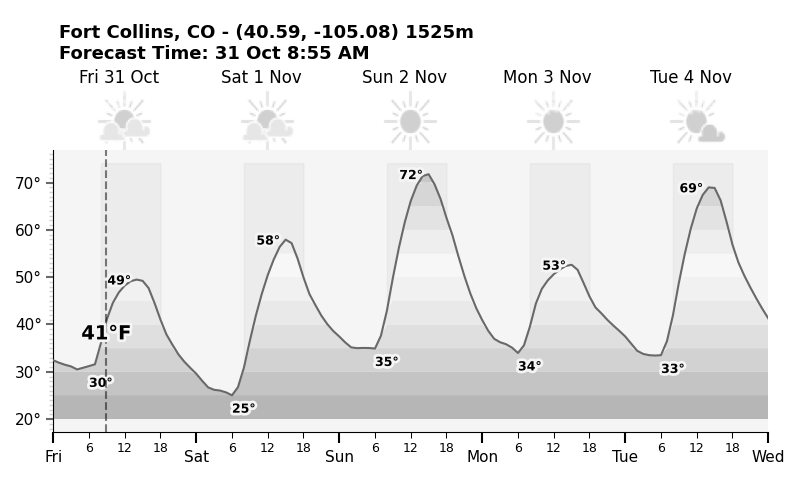 Fort Collins, CO - (40.59, -105.08) 1525m
Forecast Time: 31 Oct 8:55 AM
Fri 31 Oct Sat 1 Nov Sun 2 Nov Mon 3 Nov Tue 4 Nov
70°
60°
50°
40°
30°
20°
49°
41°F
30°
58°
25°
72°
35°
53°
34°
69°
33°
6 12 18 6 12 18 6 12 18 6 12 18 6 12 18
Fri Sat Sun Mon Tue Wed